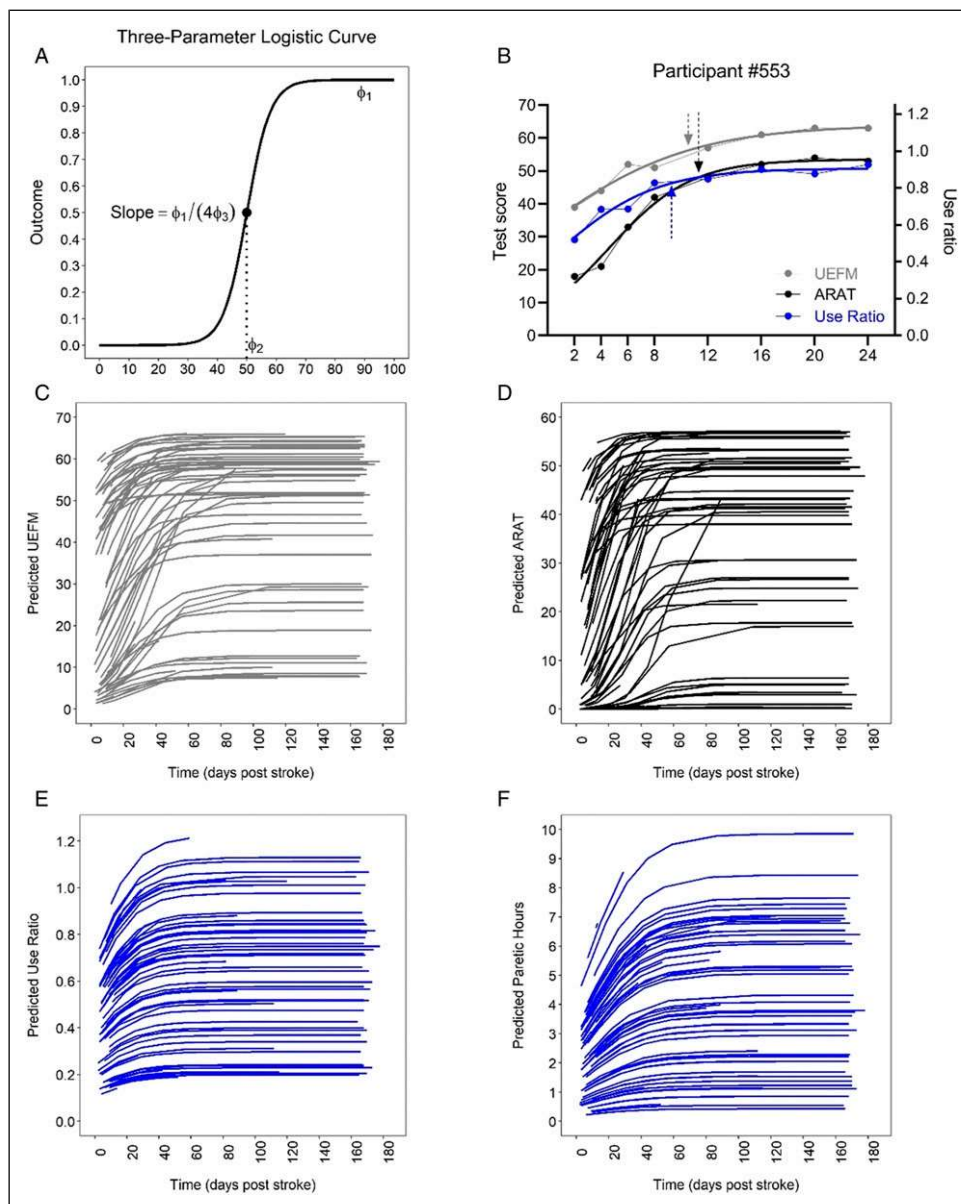 Three-Parameter Logistic Curve
A
1.0
0.9
0.8
0.7
0.6
0.5
0.4
0.3
0.2
0.1
0.0
Outcome
Slope = ϕ1/(4ϕ3)
ϕ1
ϕ2
0 10 20 30 40 50 60 70 80 90 100
B
Participant #553
70
60
50
40
30
20
10
0
Test score
1.2
1.0
0.8
0.6
0.4
0.2
0.0
Use ratio
UEFM
ARAT
Use Ratio
2 4 6 8 12 16 20 24
C
70
60
50
40
30
20
10
0
Predicted UEFM
0 20 40 60 80 100 120 140 160 180
Time (days post stroke)
D
60
50
40
30
20
10
0
Predicted ARAT
0 20 40 60 80 100 120 140 160 180
Time (days post stroke)
E
1.2
1.0
0.8
0.6
0.4
0.2
0.0
Predicted Use Ratio
0 20 40 60 80 100 120 140 160 180
Time (days post stroke)
F
10
9
8
7
6
5
4
3
2
1
0
Predicted Paretic Hours
0 20 40 60 80 100 120 140 160 180
Time (days post stroke)